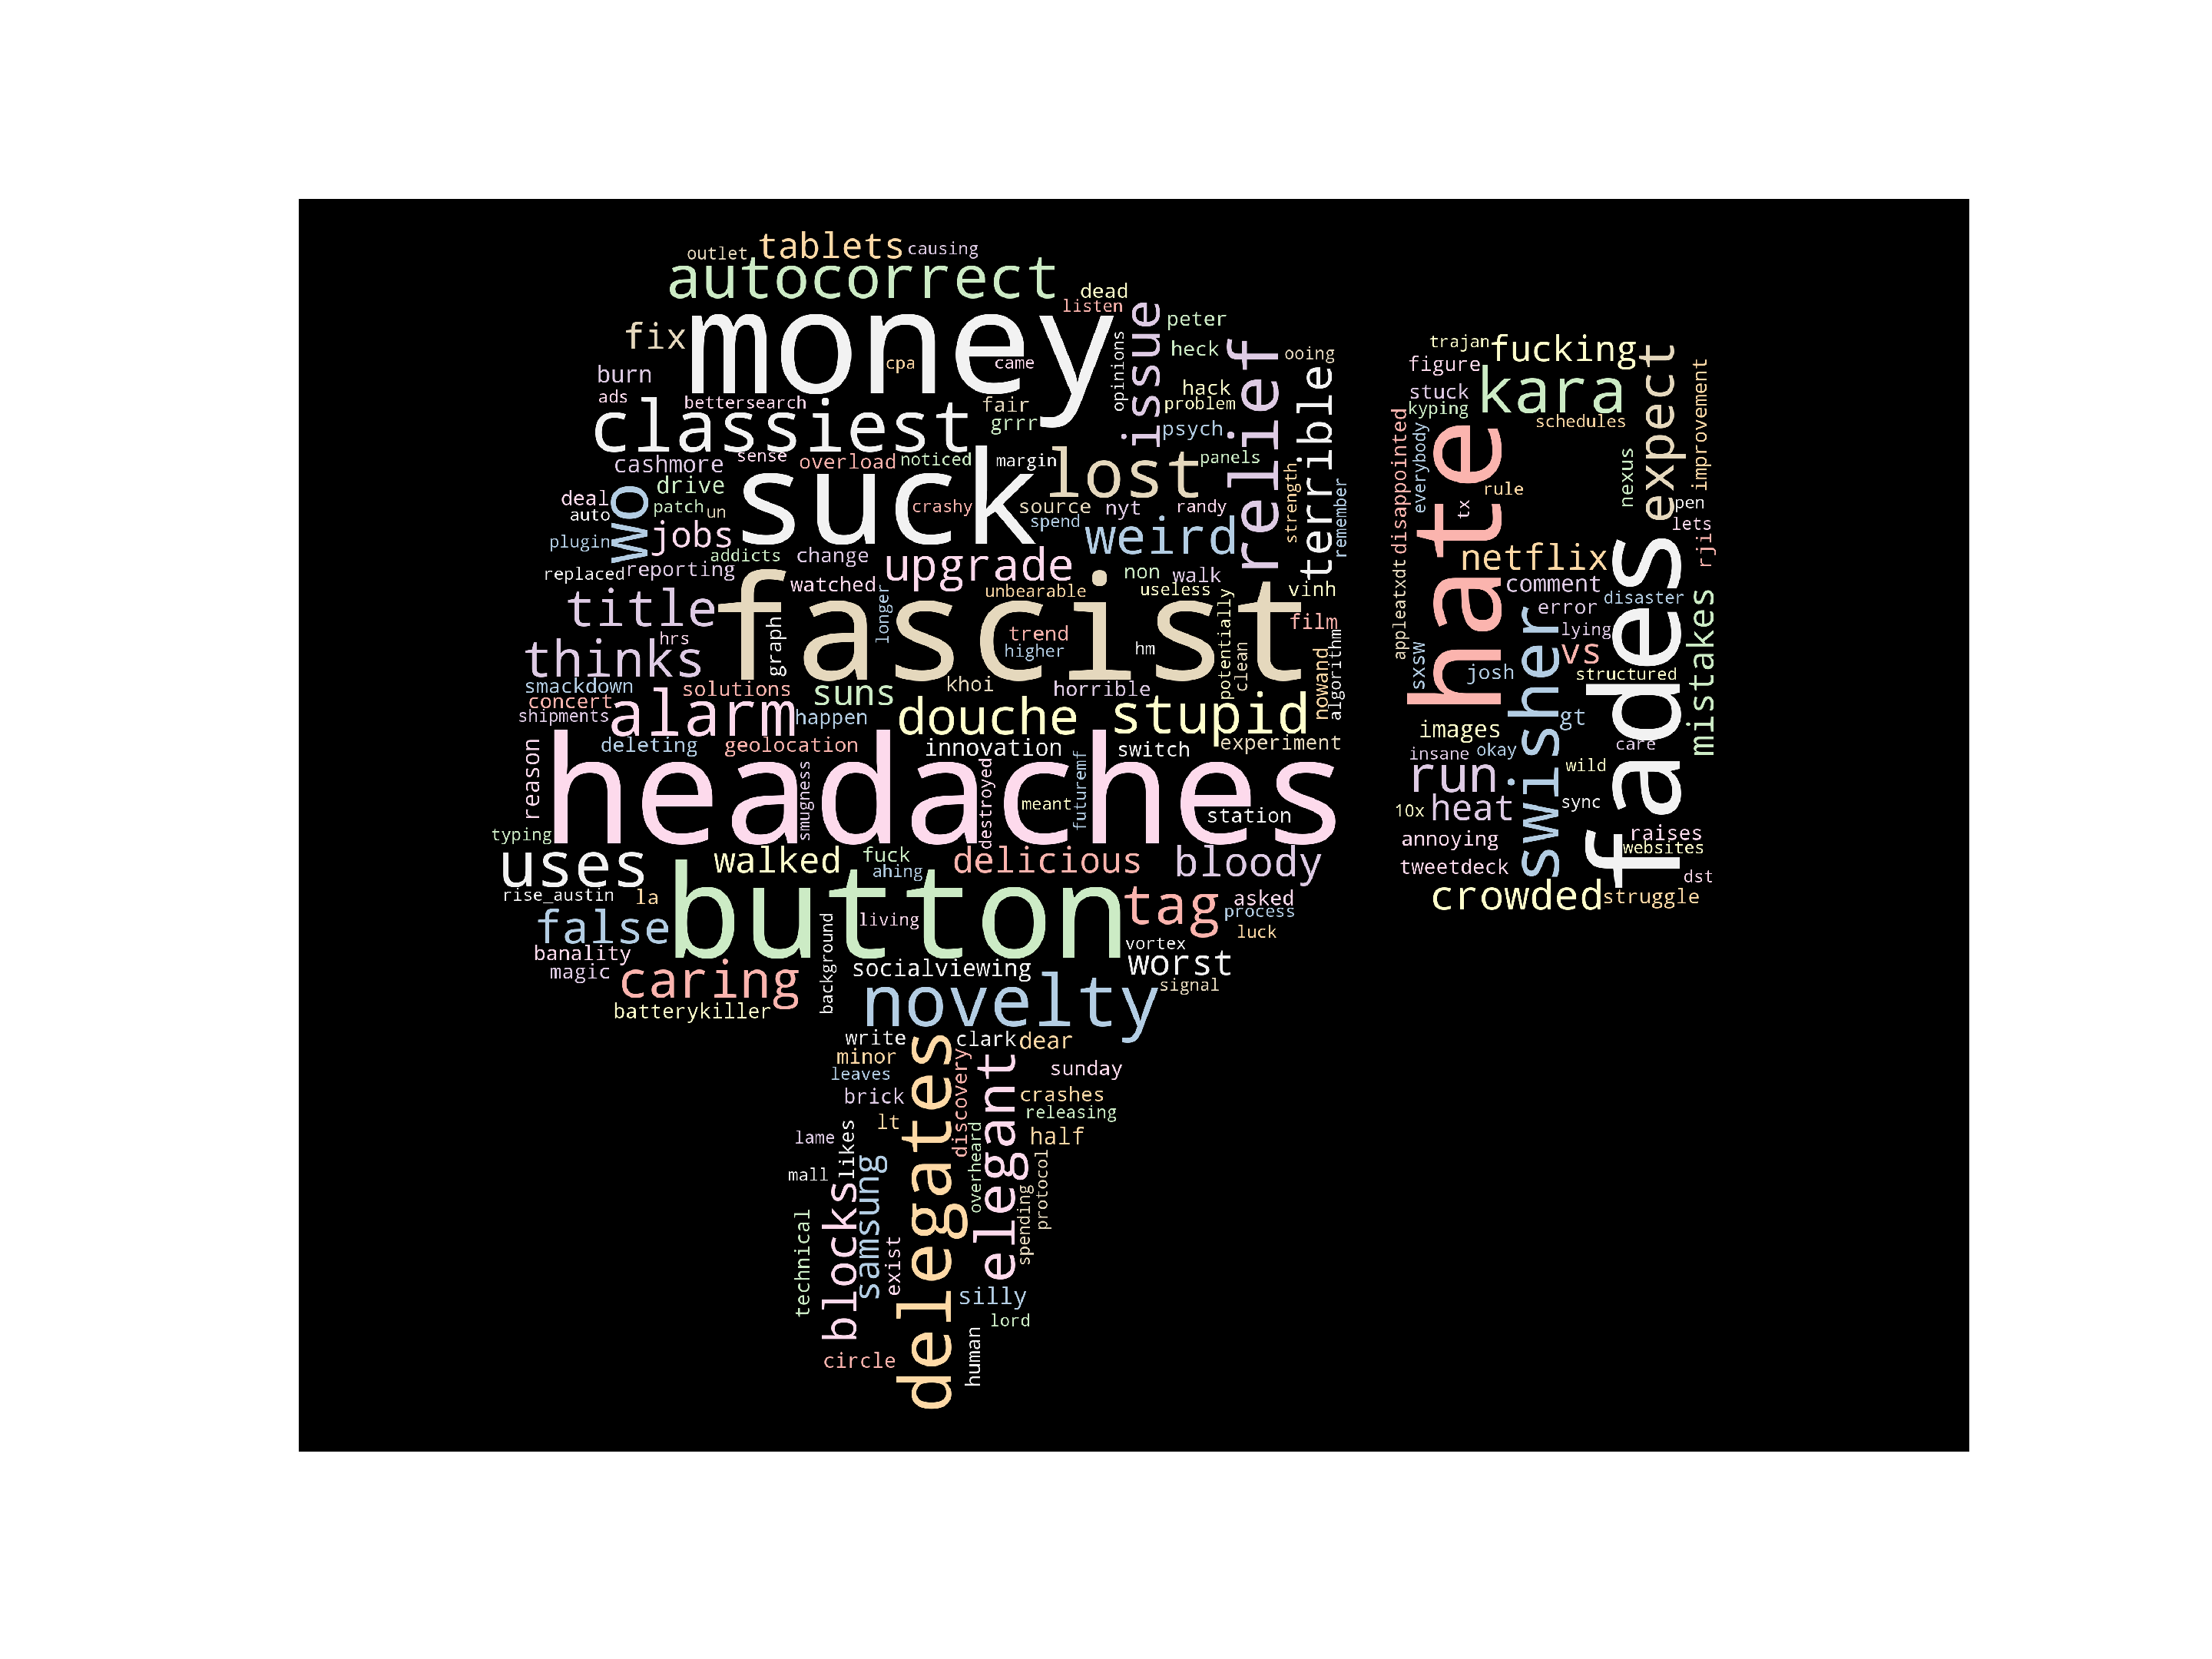 outlet tablets causing
autocorrect
dead
listen
fix money
issue
peter
opinions
heck
relief
ooing
cpa
came
burn
ads
bettersearch
fair
grrr
hack
problem
terrible
classiest
psych
cashmore
sense
overload
noticed
margin
lost
panels
drive
deal
auto
patch
un
wo
suck
crashy
source
spend
nyt
randy
strength
remember
plugin
jobs
addicts
change
upgrade
weird
replaced
reporting
watched
longer
unbearable
non
walk
useless
vinh
title
fascist
film
hrs
graph
trend
higher
hm
potentially
clean
nowand
algorithm
thinks
smackdown
concert
shipments
solutions
suns
khoi
horrible
alarm
happen
douche
stupid
deleting
geolocation
innovation
switch
experiment
reason
headaches
smugness
destroyed
meant
futuremf
station
typing
uses
walked
fuck
ahing
delicious
bloody
rise_austin
la
button
living
background
tag
asked
process
luck
false
banality
magic
caring
batterykiller
socialviewing
vortex
worst
signal
novelty
write
minor
leaves
brick
lt
delegates
discovery
clark
dear
elegant
sunday
crashes
releasing
half
overheard
protocol
spending
lame
likes
mall
blocks
samsung
exist
technical
silly
lord
human
circle
trajan
fucking
figure
stuck
kyping
kara
schedules
expect
improvement
disappointed
everybody
hate
tx
rule
nexus
pen
lets
rjil
appleatxdt
netflix
comment
error
disaster
lying
sxsw
josh
vs
structured
fades
mistakes
swisher
gt
images
insane
okay
care
run
wild
10x
heat
sync
annoying
tweetdeck
raises
websites
dst
crowded
struggle